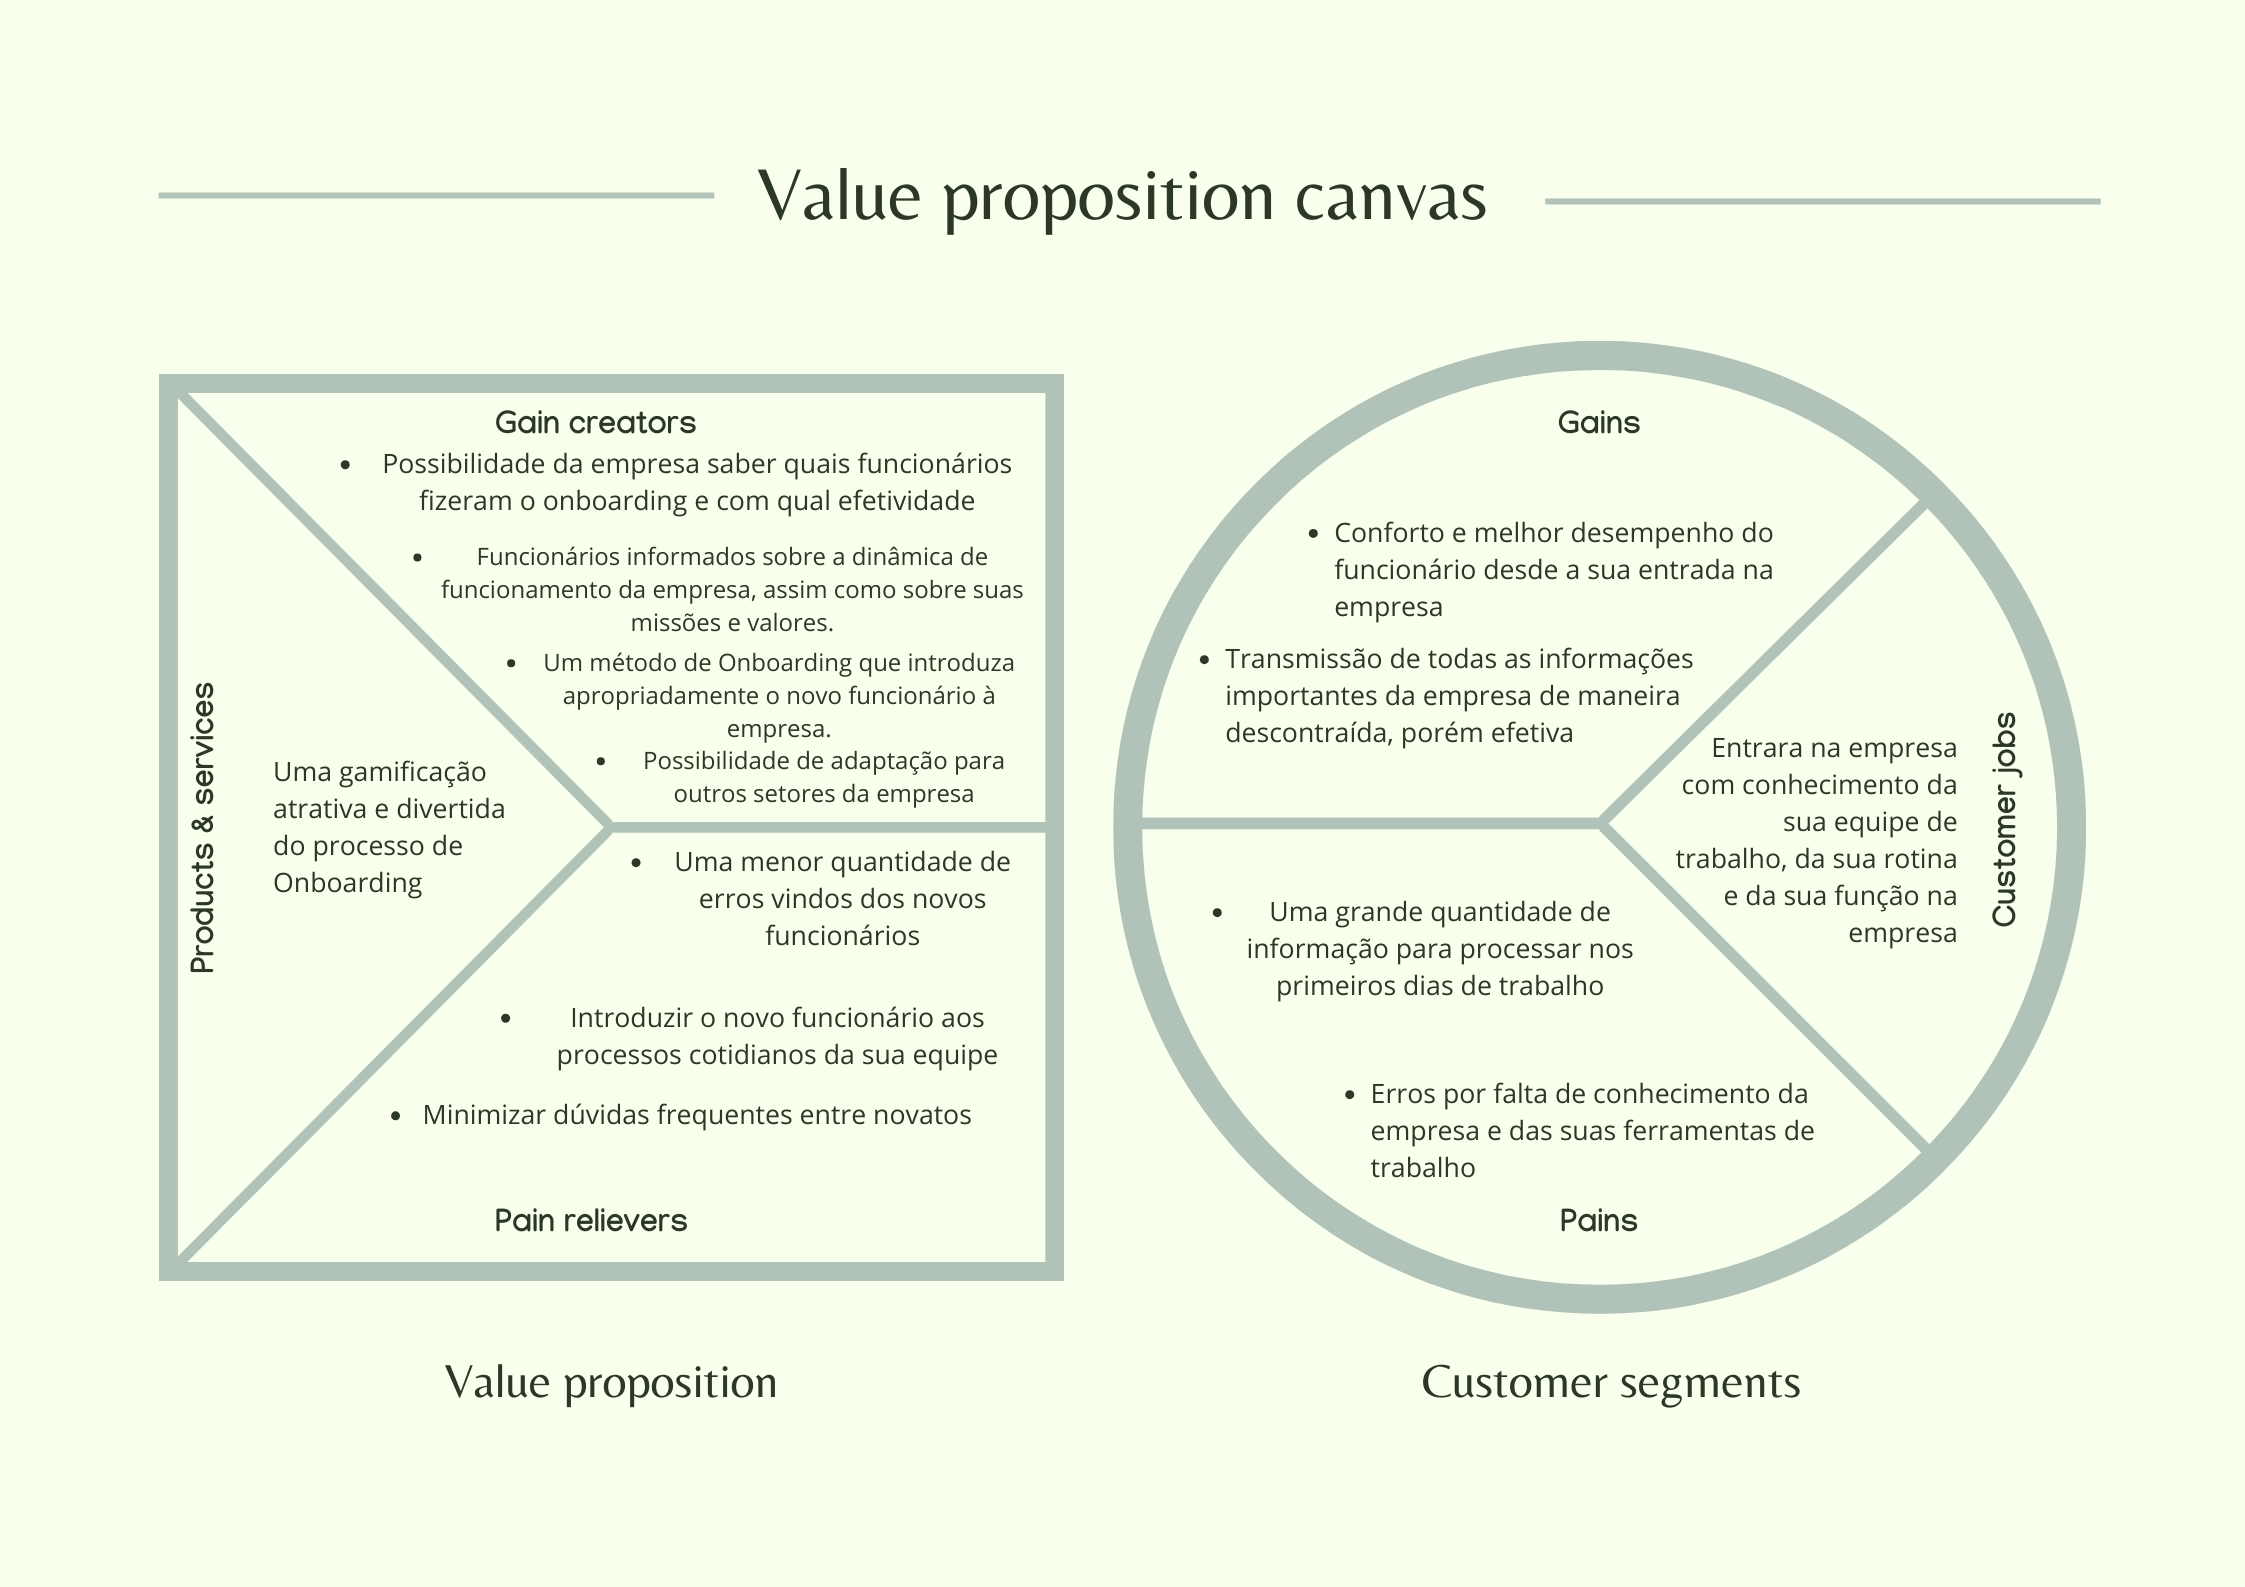 Value proposition canvas
Gain creators
• Possibilidade da empresa saber quais funcionários
fizeram o onboarding e com qual efetividade
• Funcionários informados sobre a dinâmica de
funcionamento da empresa, assim como sobre suas
missões e valores.
• Um método de Onboarding que introduza
apropriadamente o novo funcionário à
empresa.
• Possibilidade de adaptação para
outros setores da empresa
Products & services
Uma gamificação
atrativa e divertida
do processo de
Onboarding
• Uma menor quantidade de
erros vindos dos novos
funcionários
• Introduzir o novo funcionário aos
processos cotidianos da sua equipe
• Minimizar dúvidas frequentes entre novatos
Pain relievers
Value proposition
Gains
• Conforto e melhor desempenho do
funcionário desde a sua entrada na
empresa
• Transmissão de todas as informações
importantes da empresa de maneira
descontraída, porém efetiva
Entrara na empresa
com conhecimento da
sua equipe de
trabalho, da sua rotina
e da sua função na
empresa
Customer jobs
• Uma grande quantidade de
informação para processar nos
primeiros dias de trabalho
• Erros por falta de conhecimento da
empresa e das suas ferramentas de
trabalho
Pains
Customer segments